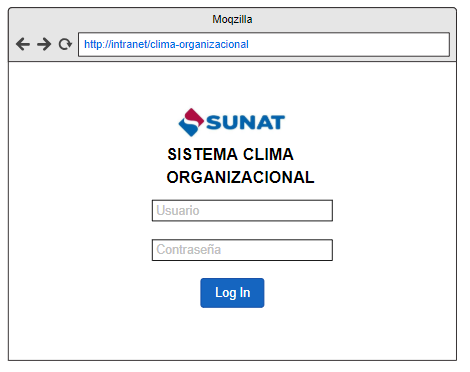 Moqzilla
http://intranet/clima-organizacional
SUNAT
SISTEMA CLIMA
ORGANIZACIONAL
Usuario
Contraseña
Log In